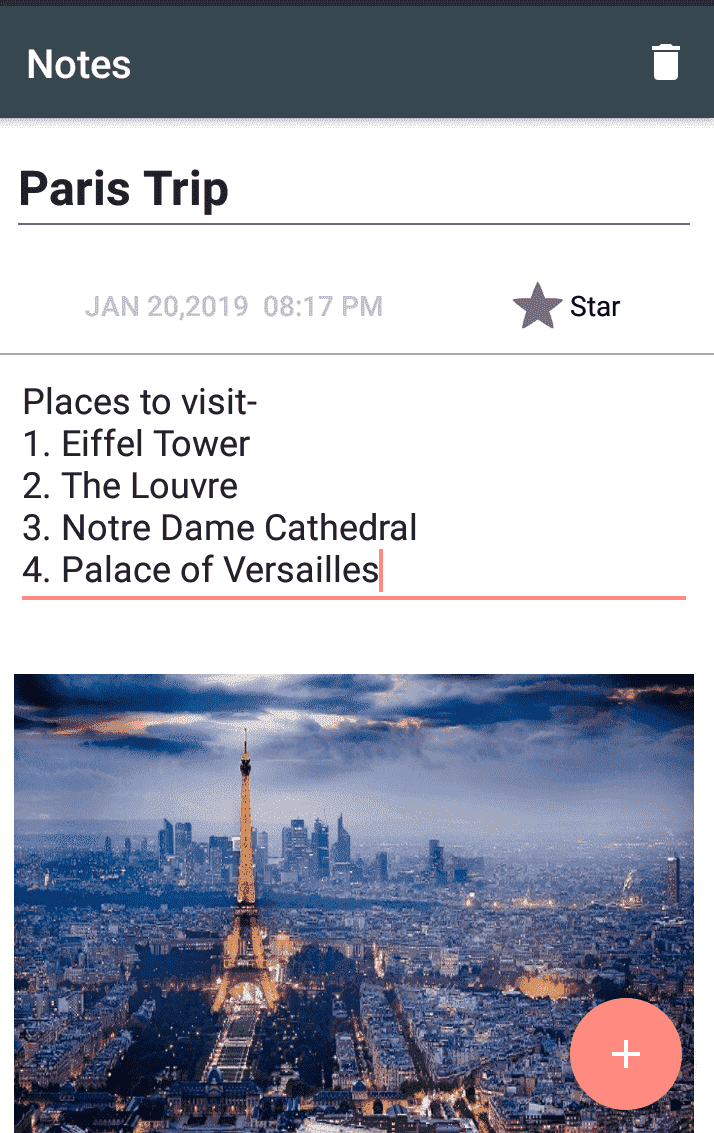 Notes
Paris Trip
JAN 20,2019  08:17 PM
Star
Places to visit-
1. Eiffel Tower
2. The Louvre
3. Notre Dame Cathedral
4. Palace of Versailles